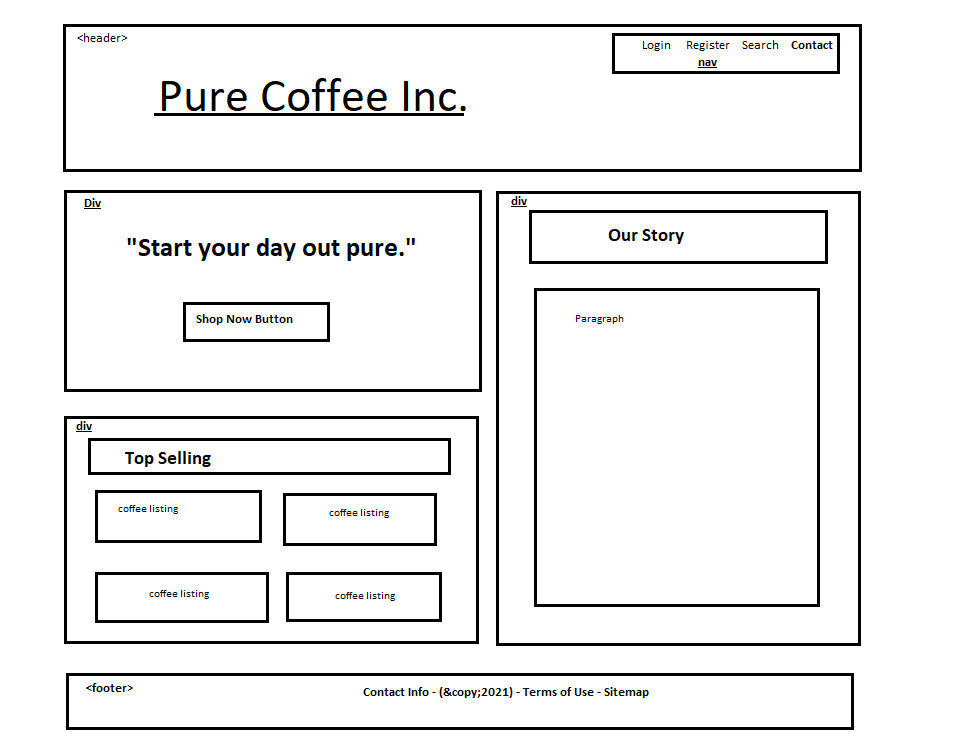 <header>
Login Register Search Contact
nav
Pure Coffee Inc.
Div
"Start your day out pure."
Shop Now Button
div
Top Selling
coffee listing
coffee listing
coffee listing
coffee listing
div
Our Story
Paragraph
<footer>
Contact Info - (&copy;2021) - Terms of Use - Sitemap